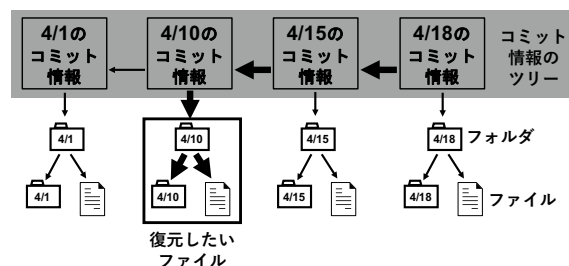 4/1の
コミット
情報
4/10の
コミット
情報
4/15の
コミット
情報
4/18の
コミット
情報
コミット
情報の
ツリー
4/1
4/10
4/15
4/18
フォルダ
4/1
4/10
4/15
4/18
ファイル
復元したい
ファイル